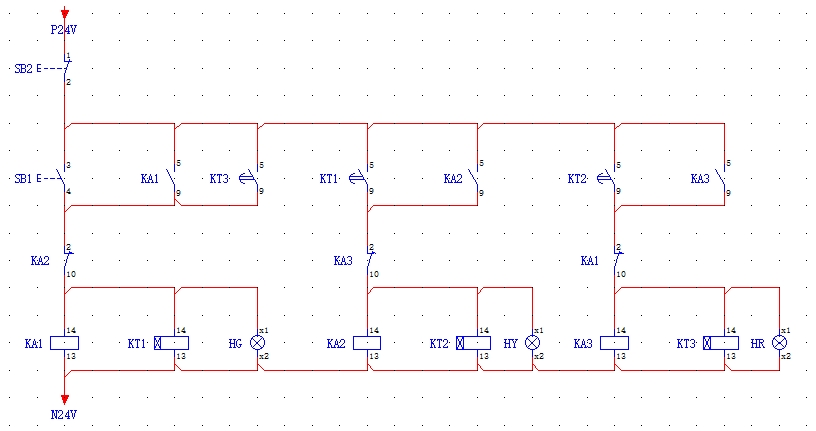 P24V
1
SB2 E
2
3 5 5 5 5 5 5
SB1 E KA1 KT3 KT1 KA2 KT2 KA3
4 9 9 9 9 9 9
2 2 2
KA2 KA3 KA1
10 10 10
14 14 x1 14 14 x1 14 14 x1
KA1 KT1 HG KA2 KT2 HY KA3 KT3 HR
13 13 x2 13 13 x2 13 13 x2
N24V